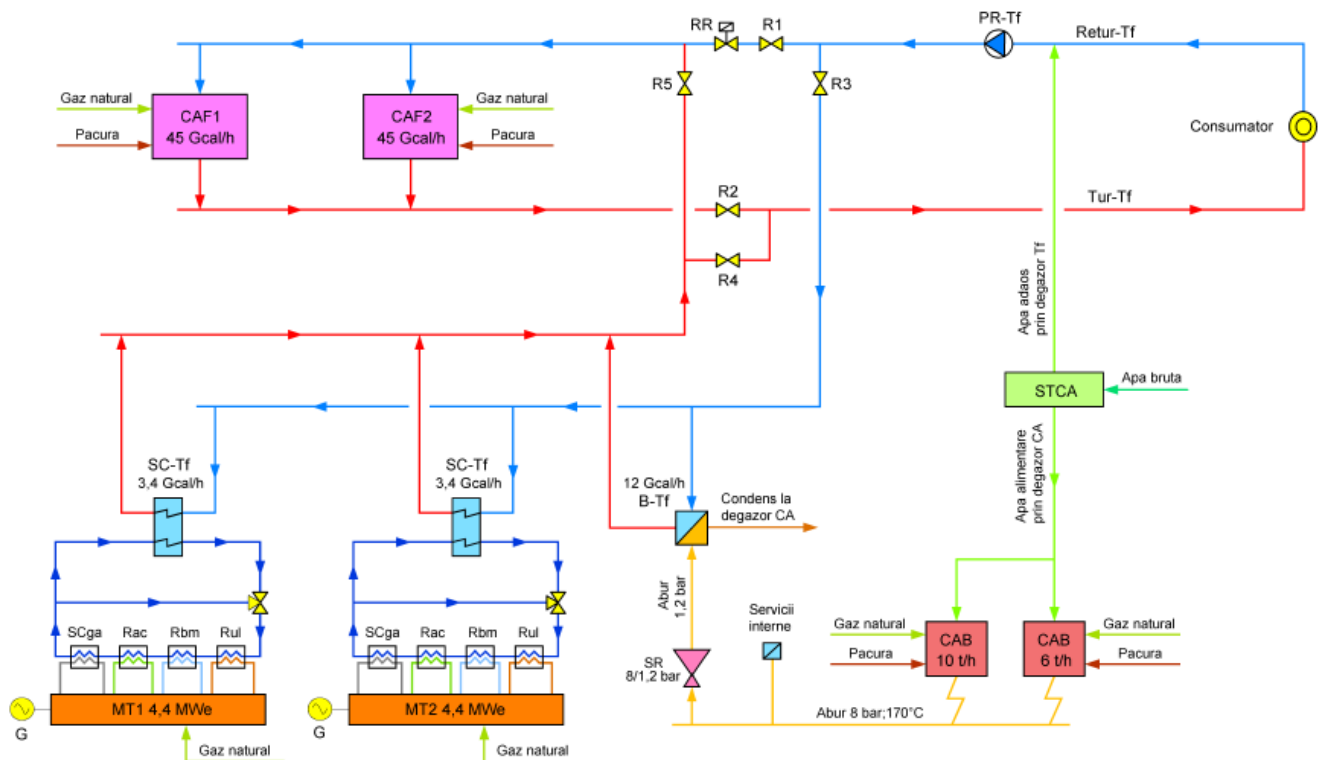 RR
R1
PR-Tf
Retur-Tf
R5
R3
Gaz natural
CAF1
45 Gcal/h
Pacura
CAF2
45 Gcal/h
Gaz natural
Pacura
Consumator
R2
Tur-Tf
R4
Apa adaos
prin degazor Tf
STCA
Apa bruta
SC-Tf
3,4 Gcal/h
SC-Tf
3,4 Gcal/h
12 Gcal/h
B-Tf
Condens la
degazor CA
Apa alimentare
prin degazor CA
Abur
1,2 bar
Servicii
interne
SCga
Rac
Rbm
Rul
SCga
Rac
Rbm
Rul
SR
8/1,2 bar
Gaz natural
Pacura
CAB
10 t/h
CAB
6 t/h
Gaz natural
Pacura
G
MT1 4,4 MWe
G
MT2 4,4 MWe
Abur 8 bar;170°C
Gaz natural
Gaz natural